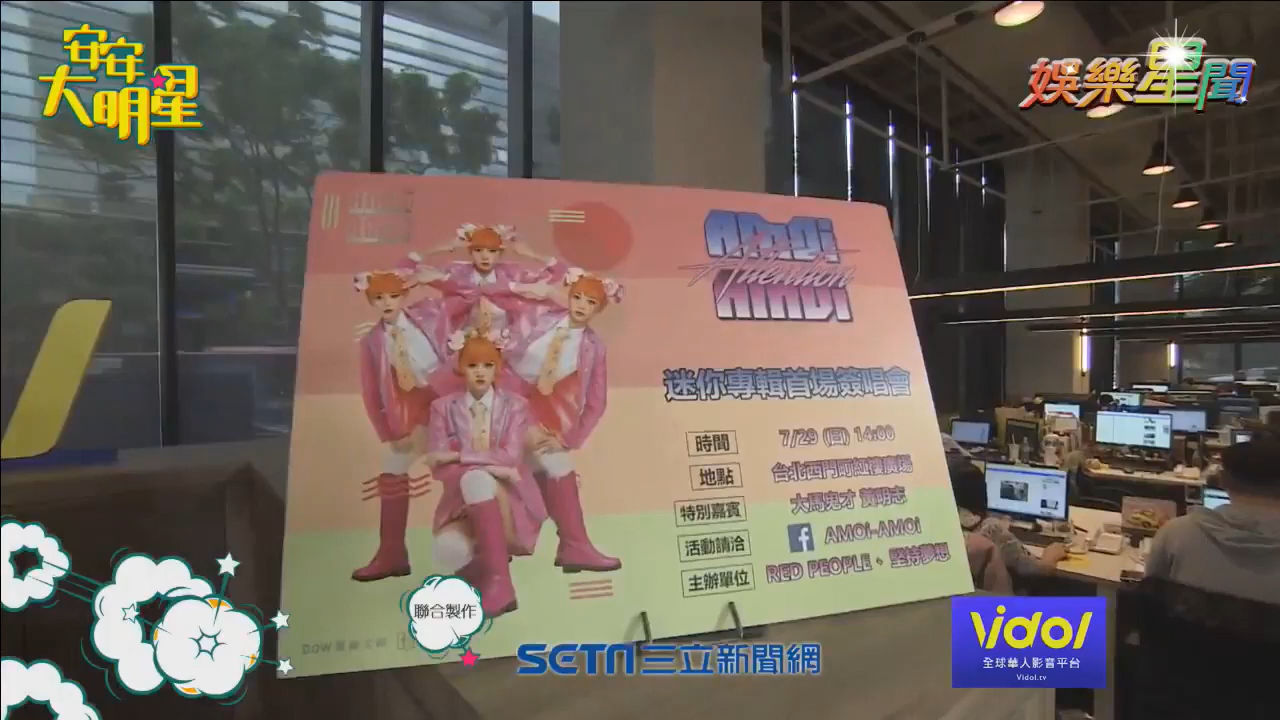 安安
大明星
娛樂星聞
AMOi
Attention
迷你專輯首場簽唱會
時間 7/29 (日) 14:00
地點 台北西門町紅樓廣場
特別嘉賓 大馬鬼才 黃明志
活動請洽 AMOi-AMOi
主辦單位 RED PEOPLE、堅持夢想
聯合製作
SETN三立新聞網
Vidol
全球華人影音平台
Vidol.tv